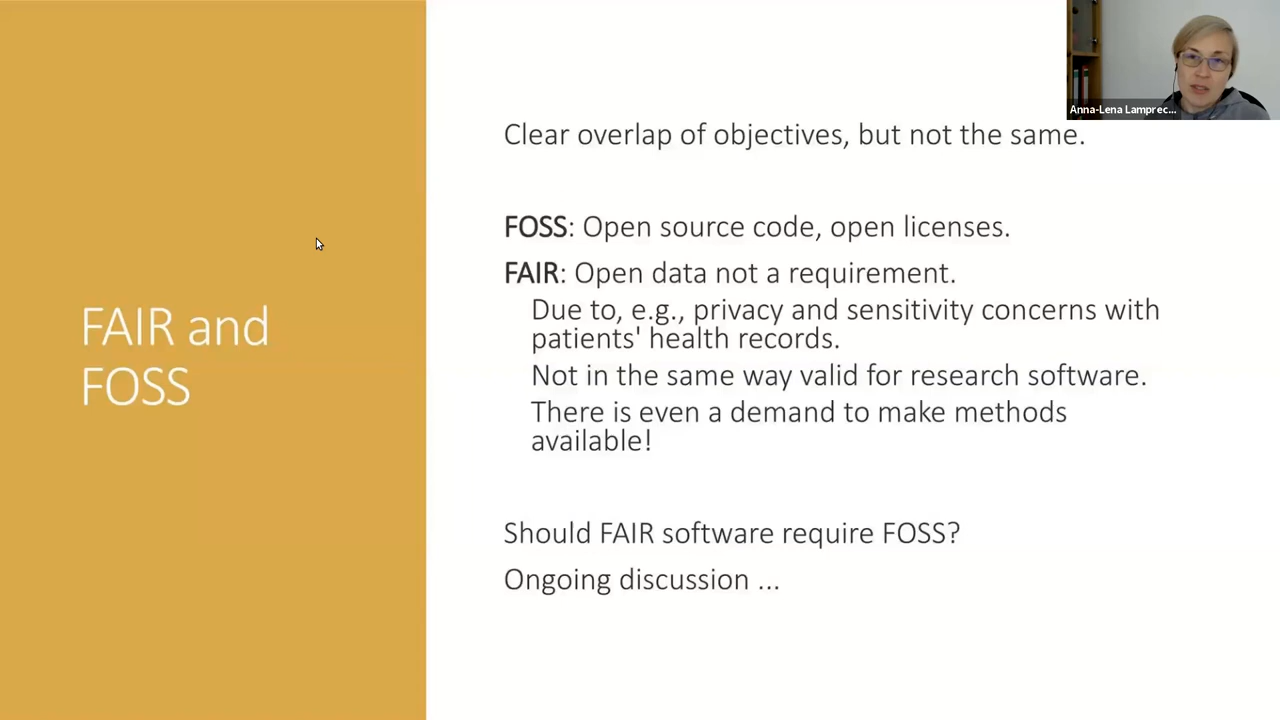 Anna-Lena Lamprec...
Clear overlap of objectives, but not the same.
FOSS: Open source code, open licenses.
FAIR: Open data not a requirement.
Due to, e.g., privacy and sensitivity concerns with
patients' health records.
Not in the same way valid for research software.
There is even a demand to make methods
available!
FAIR and
FOSS
Should FAIR software require FOSS?
Ongoing discussion ...